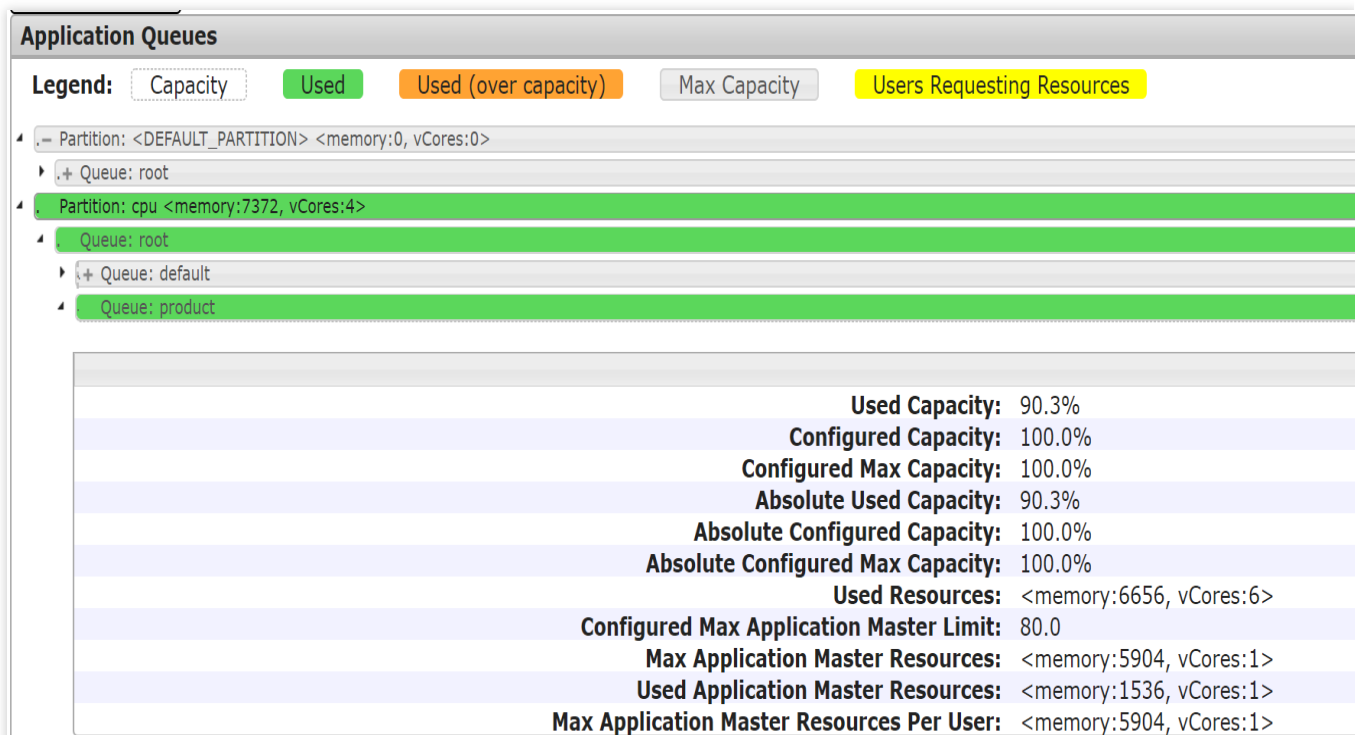 Application Queues
Legend: Capacity Used Used (over capacity) Max Capacity Users Requesting Resources
.− Partition: <DEFAULT_PARTITION> <memory:0, vCores:0>
.+ Queue: root
. Partition: cpu <memory:7372, vCores:4>
. Queue: root
.+ Queue: default
. Queue: product
Used Capacity: 90.3%
Configured Capacity: 100.0%
Configured Max Capacity: 100.0%
Absolute Used Capacity: 90.3%
Absolute Configured Capacity: 100.0%
Absolute Configured Max Capacity: 100.0%
Used Resources: <memory:6656, vCores:6>
Configured Max Application Master Limit: 80.0
Max Application Master Resources: <memory:5904, vCores:1>
Used Application Master Resources: <memory:1536, vCores:1>
Max Application Master Resources Per User: <memory:5904, vCores:1>